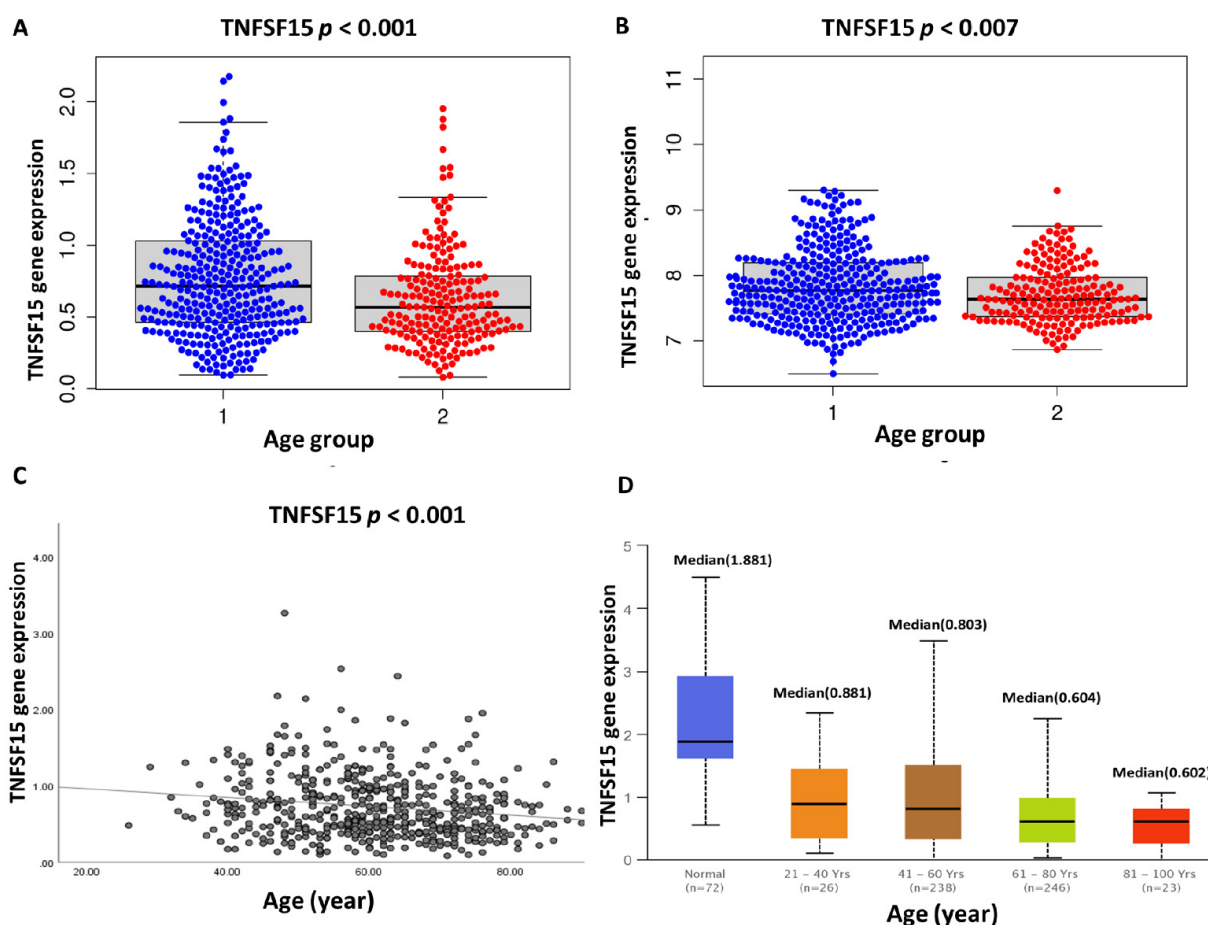 A
TNFSF15 p < 0.001
TNFSF15 gene expression
2.0
1.5
1.0
0.5
0.0
1
2
Age group
B
TNFSF15 p < 0.007
TNFSF15 gene expression
11
10
9
8
7
1
2
Age group
C
TNFSF15 p < 0.001
TNFSF15 gene expression
4.00
3.00
2.00
1.00
.00
20.00
40.00
60.00
80.00
Age (year)
D
TNFSF15 gene expression
5
4
3
2
1
0
Median(1.881)
Median(0.881)
Median(0.803)
Median(0.604)
Median(0.602)
Normal
(n=72)
21 – 40 Yrs
(n=26)
41 – 60 Yrs
(n=238)
61 – 80 Yrs
(n=246)
81 – 100 Yrs
(n=23)
Age (year)